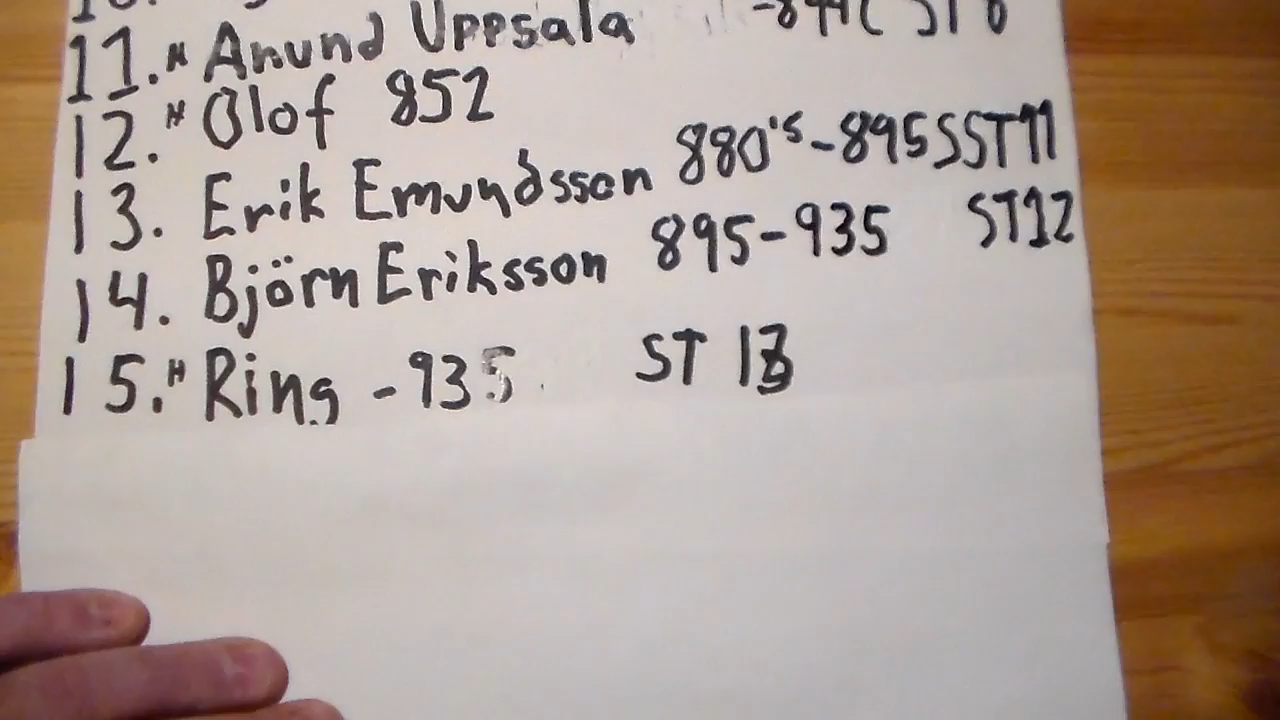 11." Anund Uppsala
12." Olof 852
13. Erik Emundsson 880's-895 SST11
14. Björn Eriksson 895-935 ST12
15." Ring -935 ST 13